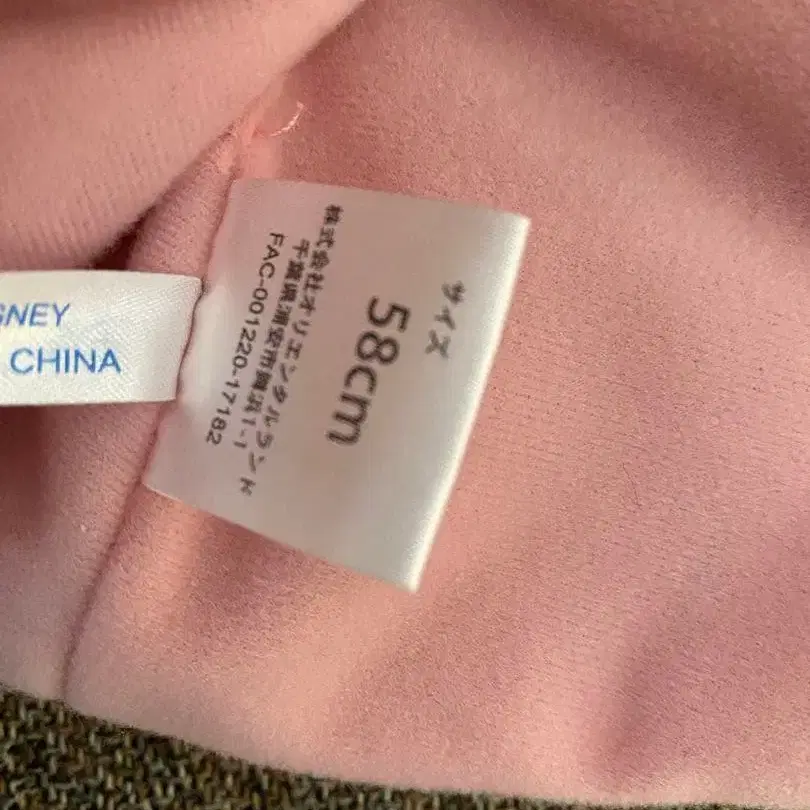 GNEY
CHINA
サイズ
58cm
株式会社オリエンタルランド
千葉県浦安市舞浜1-1
FAC-001220-17182